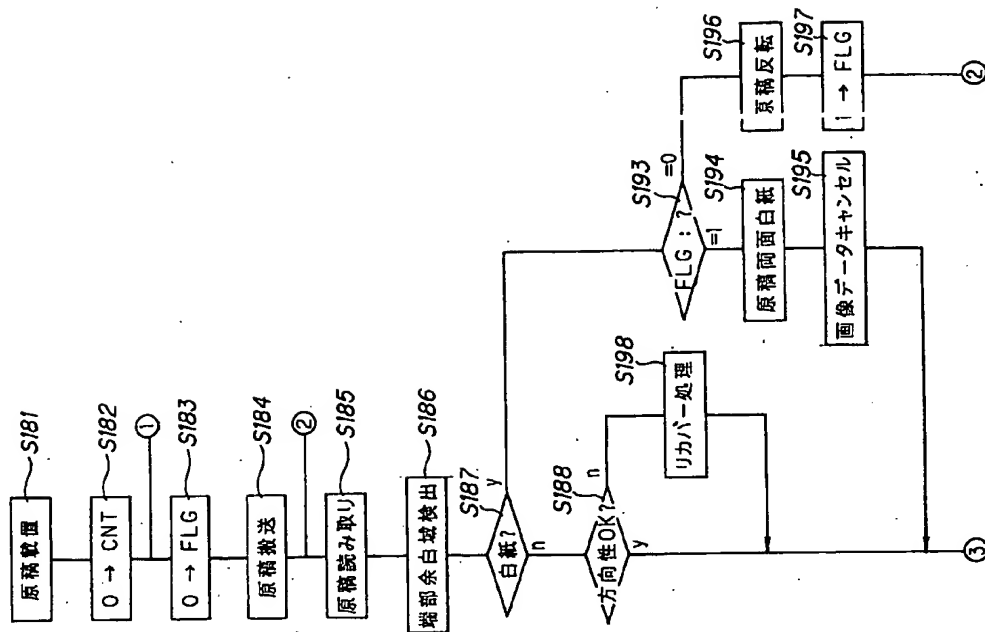 原稿載置
S181
0 → CNT
S182
①
0 → FLG
S183
原稿搬送
S184
②
原稿読み取り
S185
端部余白域検出
S186
白紙?
S187
y
n
方向性OK?
S188
n
y
リカバー処理
S198
FLG : ?
S193
=0
=1
原稿両面白紙
S194
画像データキャンセル
S195
原稿反転
S196
1 → FLG
S197
②
③